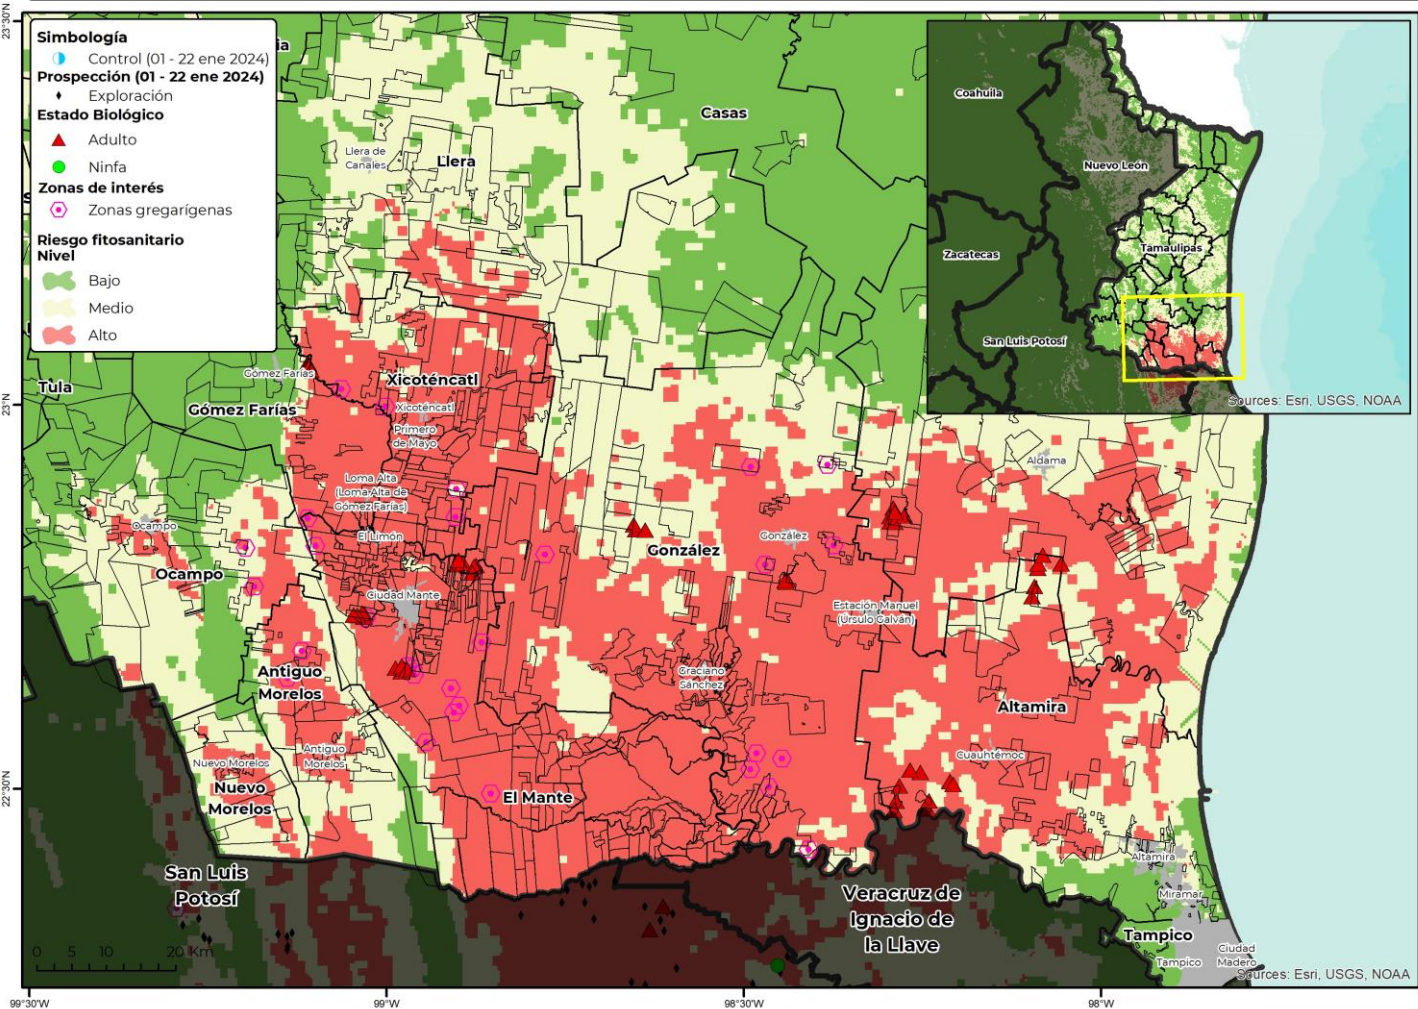 23°30'N
Simbología
Control (01 - 22 ene 2024)
Prospección (01 - 22 ene 2024)
Exploración
Estado Biológico
Adulto
Ninfa
Zonas de interés
Zonas gregarígenas
Riesgo fitosanitario
Nivel
Bajo
Medio
Alto
ia
Casas
Llera de
Canales
Llera
Coahuila
Nuevo León
Tamaulipas
Zacatecas
San Luis Potosí
Sources: Esri, USGS, NOAA
Tula
Gómez Farías
Xicoténcatl
23°N
Gómez Farías
Xicoténcatl
Primero
de Mayo
Aldama
Loma Alta
(Loma Alta de
Gómez Farías)
Ocampo
El Limón
González
González
Ocampo
Ciudad Mante
Estación Manuel
(Úrsulo Galván)
Antiguo
Morelos
Graciano
Sánchez
Altamira
Antiguo
Morelos
Nuevo Morelos
Cuauhtémoc
Nuevo
Morelos
El Mante
22°30'N
San Luis
Potosí
Veracruz de
Ignacio de
la Llave
Altamira
Miramar
Tampico
Tampico
Ciudad
Madero
0 5 10 20 Km
Sources: Esri, USGS, NOAA
99°30'W 99°W 98°30'W 98°W